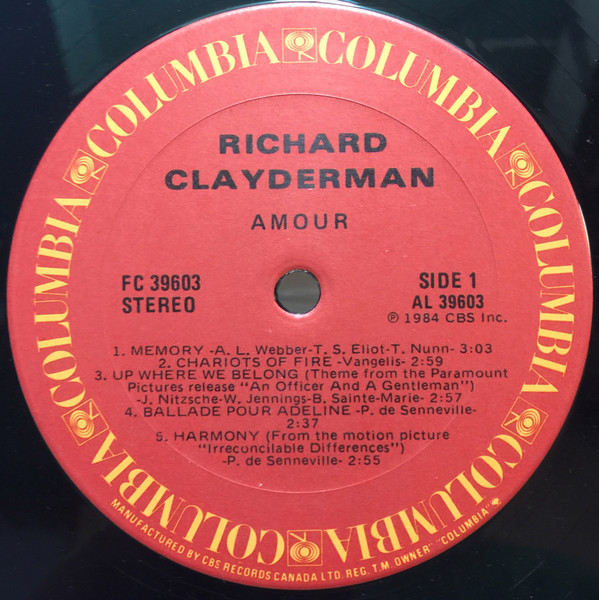 COLUMBIA COLUMBIA COLUMBIA COLUMBIA COLUMBIA COLUMBIA COLUMBIA COLUMBIA
RICHARD
CLAYDERMAN
AMOUR
FC 39603
STEREO
SIDE 1
AL 39603
℗ 1984 CBS Inc.
1. MEMORY -A. L. Webber-T. S. Eliot-T. Nunn- 3:03
2. CHARIOTS OF FIRE -Vangelis- 2:59
3. UP WHERE WE BELONG (Theme from the Paramount
Pictures release "An Officer And A Gentleman")
-J. Nitzsche-W. Jennings-B. Sainte-Marie- 2:57
4. BALLADE POUR ADELINE -P. de Senneville-
2:37
5. HARMONY (From the motion picture
"Irreconcilable Differences")
-P. de Senneville- 2:55
MANUFACTURED BY CBS RECORDS CANADA LTD. REG. T.M. OWNER "COLUMBIA"